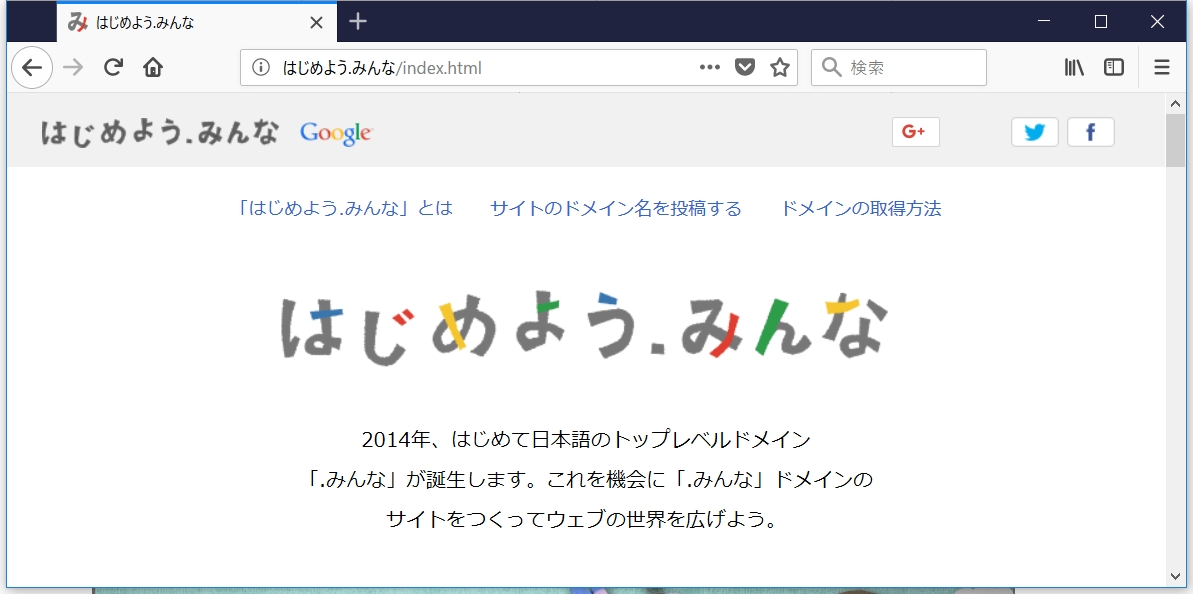 はじめよう.みんな
はじめよう.みんな/index.html
検索
はじめよう.みんな Google
G+
f
「はじめよう.みんな」とは サイトのドメイン名を投稿する ドメインの取得方法
はじめよう.みんな
2014年、はじめて日本語のトップレベルドメイン
「.みんな」が誕生します。これを機会に「.みんな」ドメインの
サイトをつくってウェブの世界を広げよう。